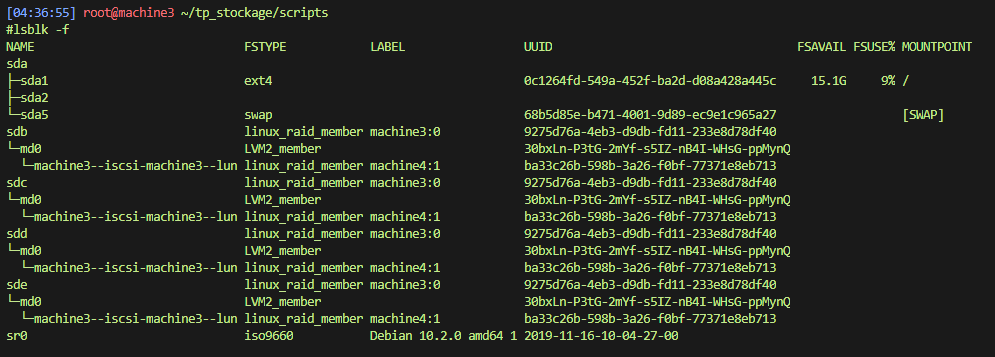 [04:36:55] root@machine3 ~/tp_stockage/scripts
#lsblk -f
NAME FSTYPE LABEL UUID FSAVAIL FSUSE% MOUNTPOINT
sda
├─sda1 ext4 0c1264fd-549a-452f-ba2d-d08a428a445c 15.1G 9% /
├─sda2
└─sda5 swap 68b5d85e-b471-4001-9d89-ec9e1c965a27 [SWAP]
sdb linux_raid_member machine3:0 9275d76a-4eb3-d9db-fd11-233e8d78df40
└─md0 LVM2_member 30bxLn-P3tG-2mYf-s5IZ-nB4I-WHsG-ppMynQ
└─machine3--iscsi-machine3--lun linux_raid_member machine4:1 ba33c26b-598b-3a26-f0bf-77371e8eb713
sdc linux_raid_member machine3:0 9275d76a-4eb3-d9db-fd11-233e8d78df40
└─md0 LVM2_member 30bxLn-P3tG-2mYf-s5IZ-nB4I-WHsG-ppMynQ
└─machine3--iscsi-machine3--lun linux_raid_member machine4:1 ba33c26b-598b-3a26-f0bf-77371e8eb713
sdd linux_raid_member machine3:0 9275d76a-4eb3-d9db-fd11-233e8d78df40
└─md0 LVM2_member 30bxLn-P3tG-2mYf-s5IZ-nB4I-WHsG-ppMynQ
└─machine3--iscsi-machine3--lun linux_raid_member machine4:1 ba33c26b-598b-3a26-f0bf-77371e8eb713
sde linux_raid_member machine3:0 9275d76a-4eb3-d9db-fd11-233e8d78df40
└─md0 LVM2_member 30bxLn-P3tG-2mYf-s5IZ-nB4I-WHsG-ppMynQ
└─machine3--iscsi-machine3--lun linux_raid_member machine4:1 ba33c26b-598b-3a26-f0bf-77371e8eb713
sr0 iso9660 Debian 10.2.0 amd64 1 2019-11-16-10-04-27-00